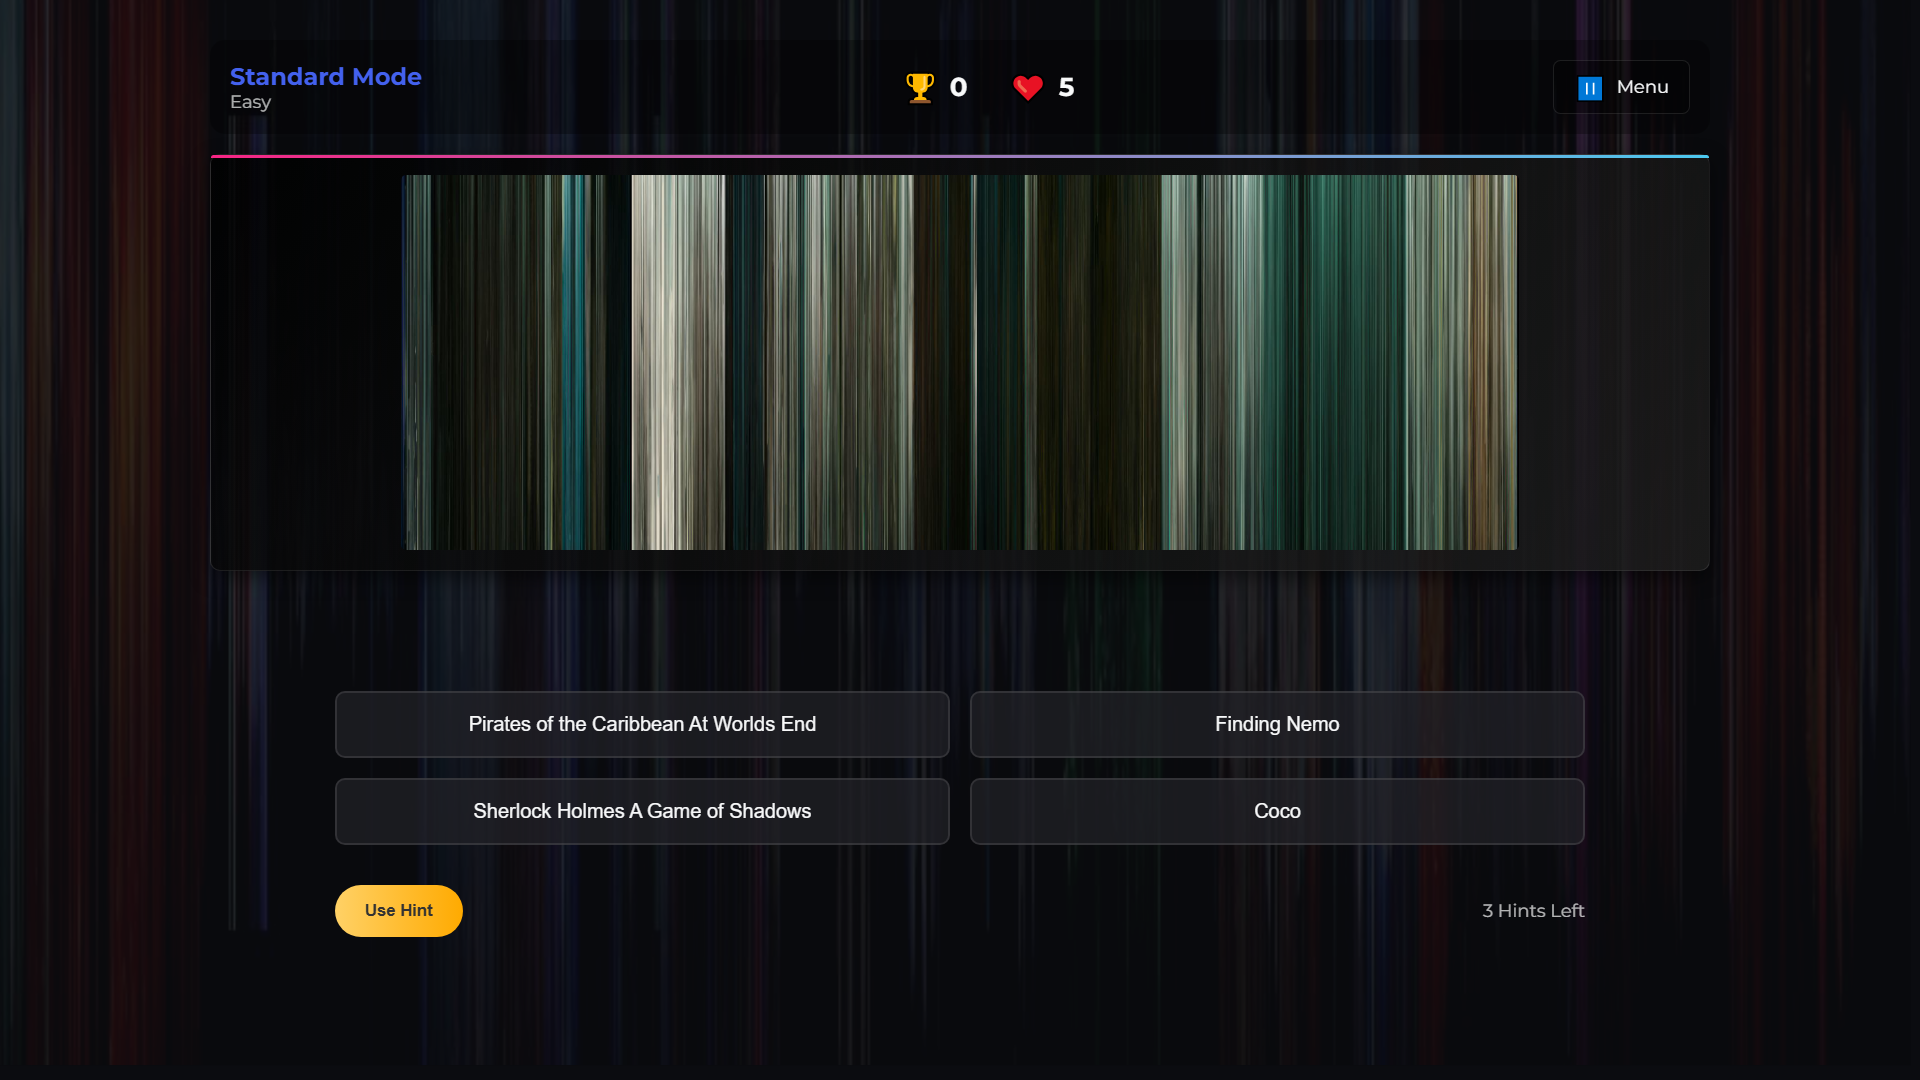 Standard Mode
Easy
0
5
Menu
Pirates of the Caribbean At Worlds End
Finding Nemo
Sherlock Holmes A Game of Shadows
Coco
Use Hint
3 Hints Left